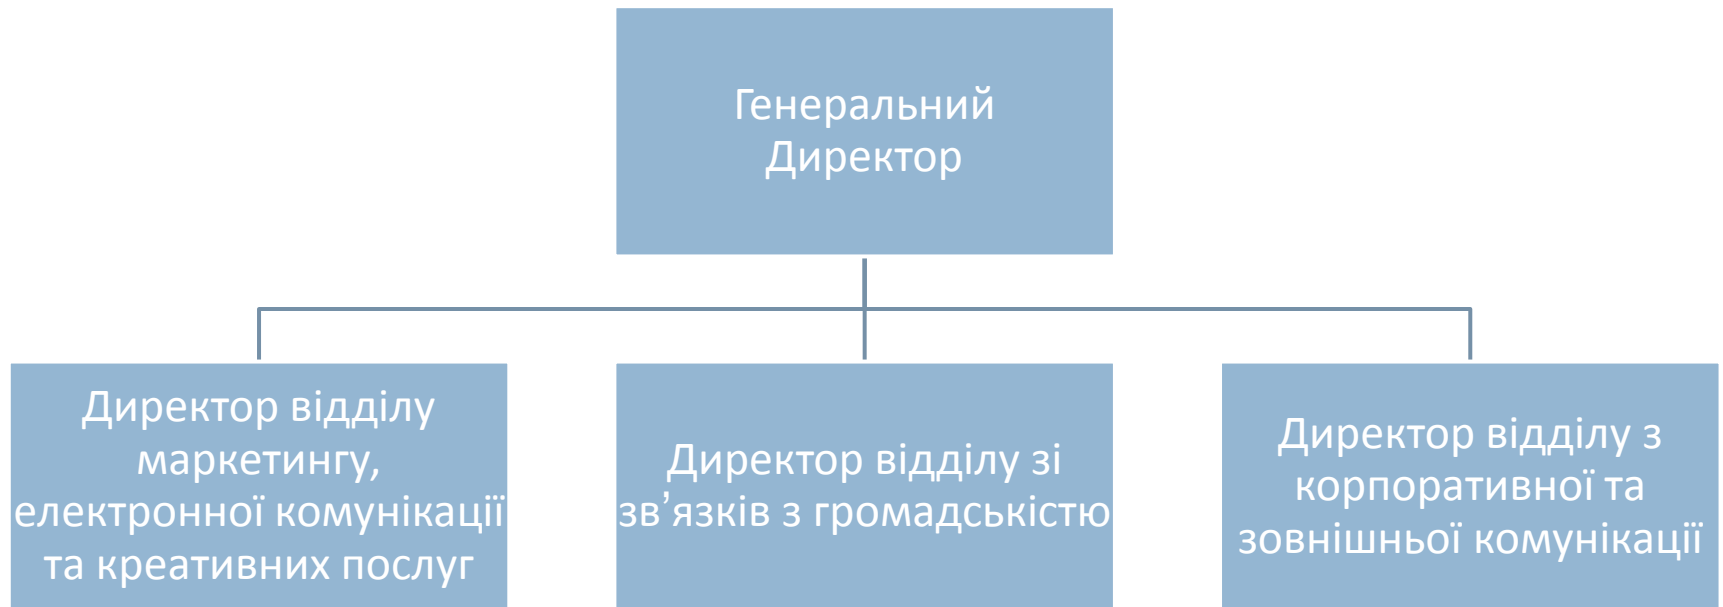 Генеральний
Директор
Директор відділу
маркетингу,
електронної комунікації
та креативних послуг
Директор відділу зі
зв’язків з громадськістю
Директор відділу з
корпоративної та
зовнішньої комунікації